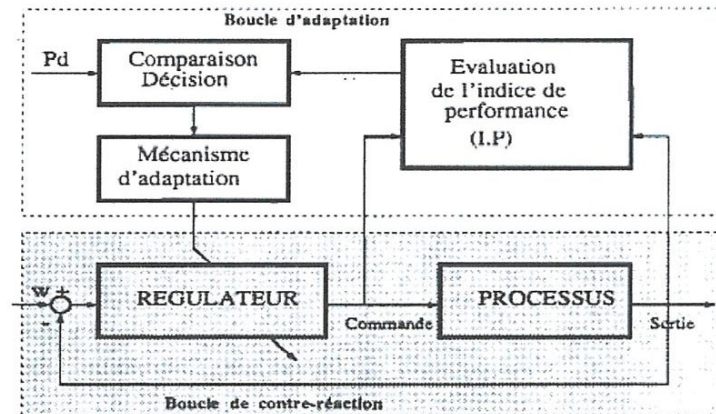 Boucle d'adaptation
Pd
Comparaison
Décision
Evaluation
de l'indice de
performance
(I.P)
Mécanisme
d'adaptation
W
+
-
REGULATEUR
Commande
PROCESSUS
Sortie
Boucle de contre-réaction